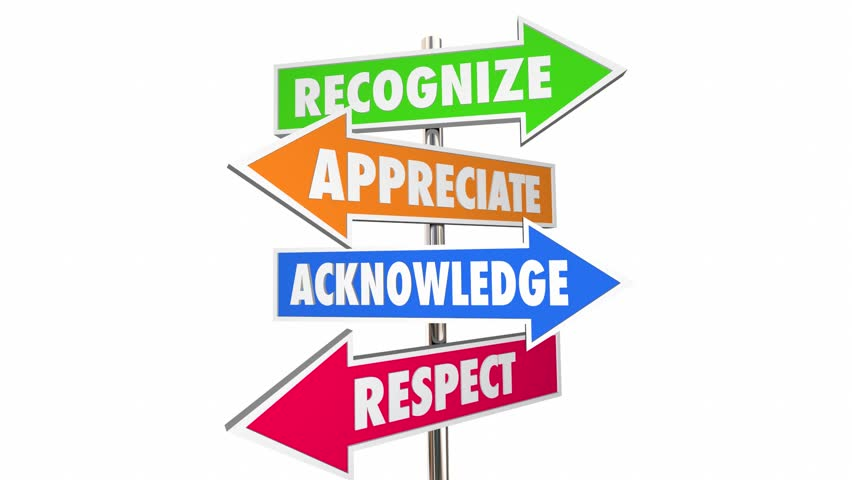 RECOGNIZE
APPRECIATE
ACKNOWLEDGE
RESPECT